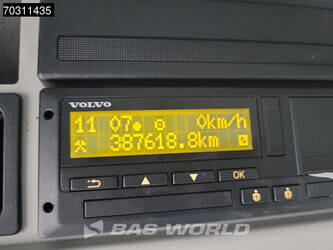 70311435
VOLVO
11 07 0km/h
387618.8km
OK
BAS WORLD